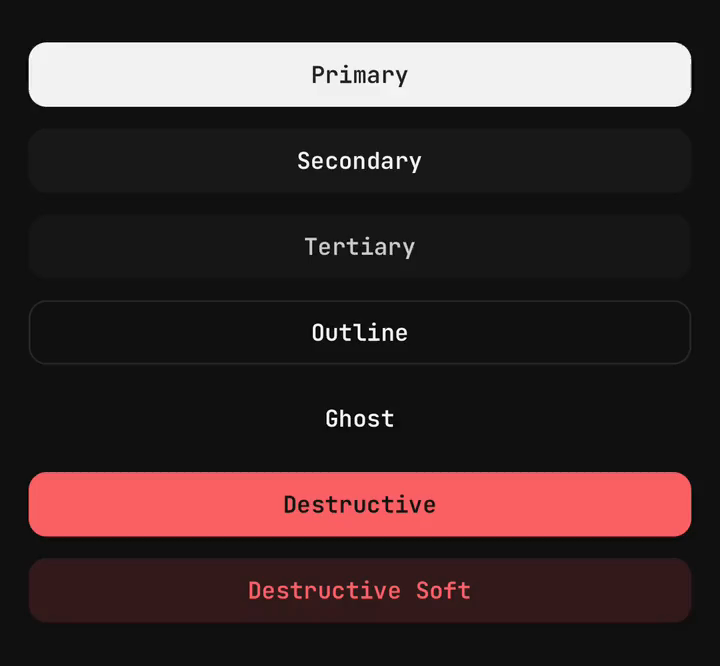 Primary
Secondary
Tertiary
Outline
Ghost
Destructive
Destructive Soft